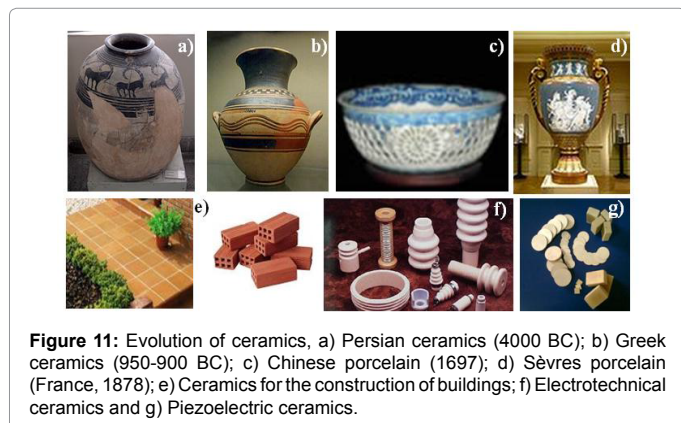 a)
b)
c)
d)
e)
f)
g)
Figure 11: Evolution of ceramics, a) Persian ceramics (4000 BC); b) Greek
ceramics (950-900 BC); c) Chinese porcelain (1697); d) Sèvres porcelain
(France, 1878); e) Ceramics for the construction of buildings; f) Electrotechnical
ceramics and g) Piezoelectric ceramics.